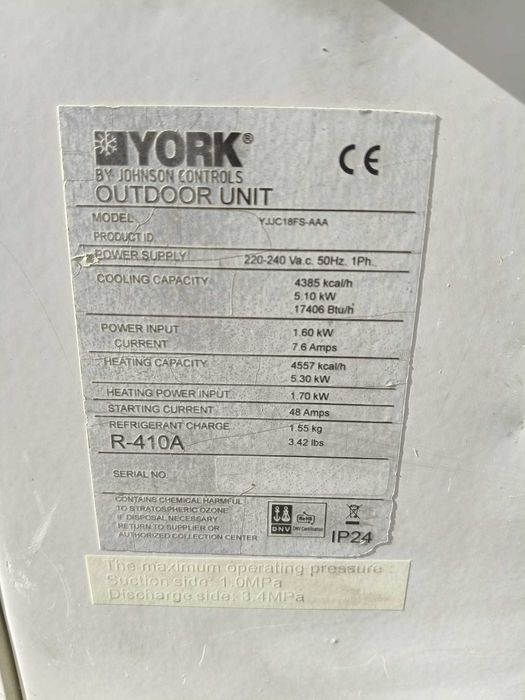 YORK®
BY JOHNSON CONTROLS
CE
OUTDOOR UNIT
MODEL YJJC18FS-AAA
PRODUCT ID
POWER SUPPLY 220-240 Va.c. 50Hz. 1Ph.
COOLING CAPACITY 4385 kcal/h
5.10 kW
17406 Btu/h
POWER INPUT 1.60 kW
CURRENT 7.6 Amps
HEATING CAPACITY 4557 kcal/h
5.30 kW
HEATING POWER INPUT 1.70 kW
STARTING CURRENT 48 Amps
REFRIGERANT CHARGE 1.55 kg
R-410A 3.42 lbs
SERIAL NO.
CONTAINS CHEMICAL HARMFUL
TO STRATOSPHERIC OZONE
IF DISPOSAL NECESSARY
RETURN TO SUPPLIER OR
AUTHORIZED COLLECTION CENTER
DNV
RoHS
IP24
The maximum operating pressure :
Suction side: 1.0MPa
Discharge side: 3.4MPa